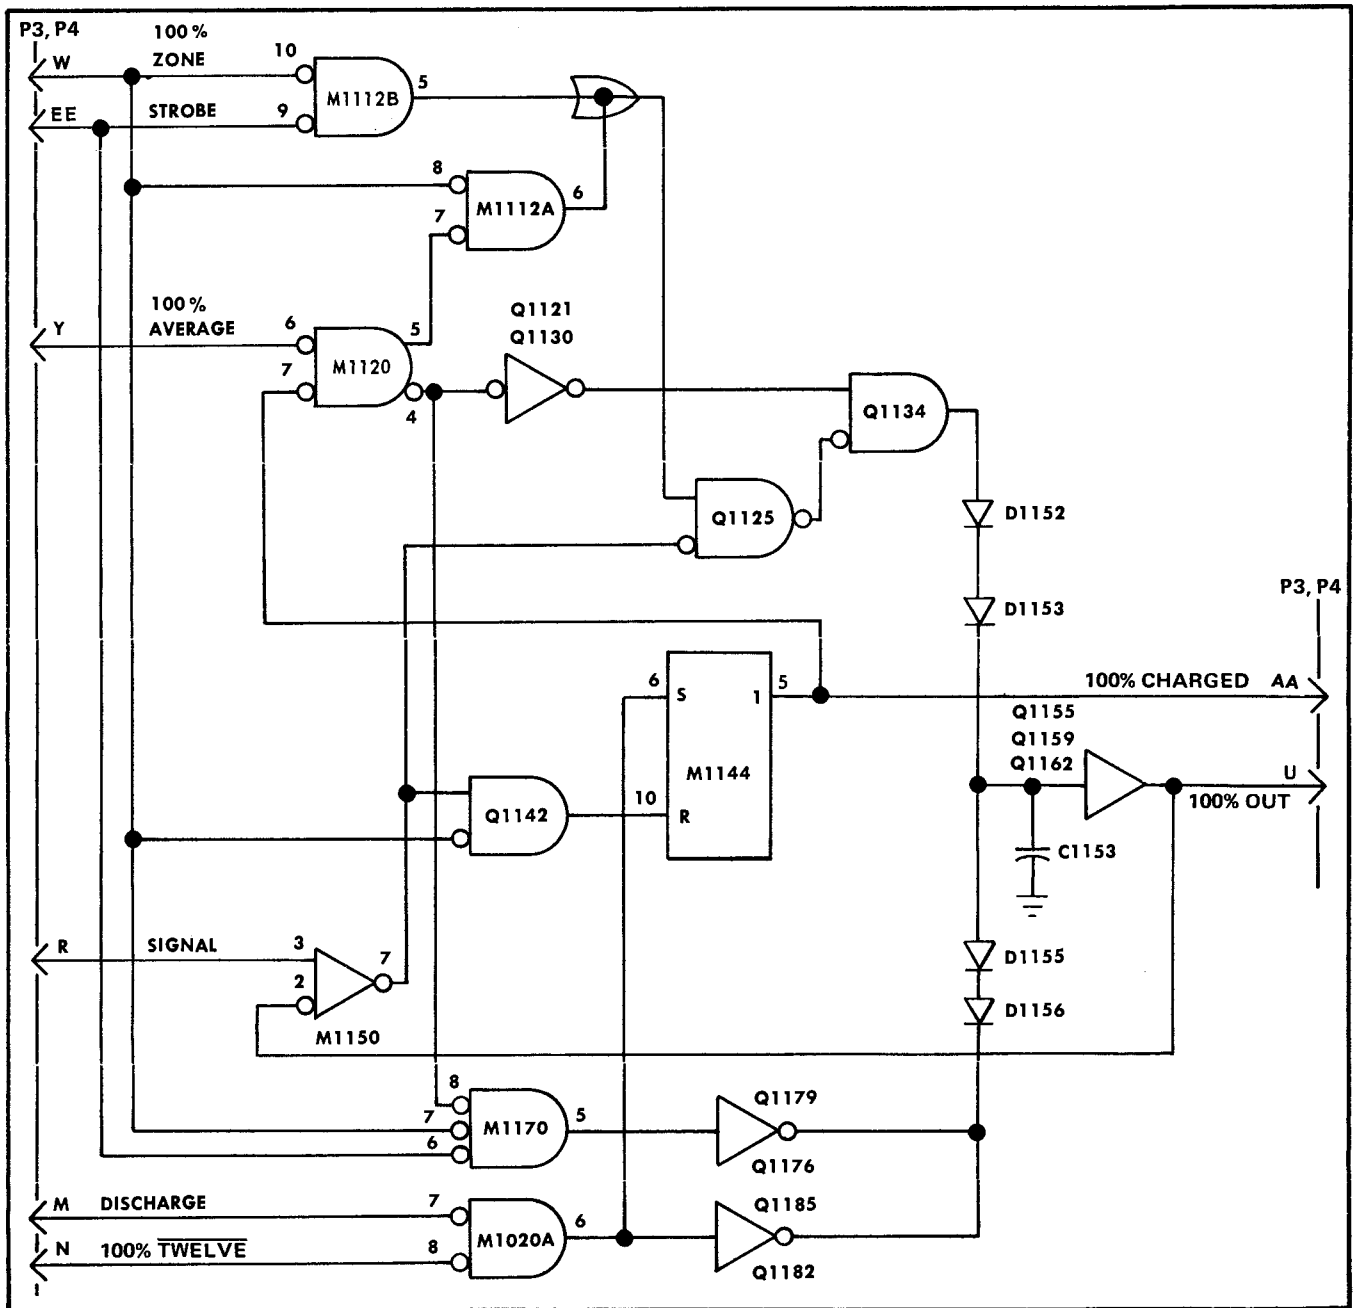 P3, P4
100%
W
ZONE
10
5
M1112B
EE
STROBE
9
8
M1112A
6
7
100%
Y
AVERAGE
6
5
M1120
7
4
Q1121
Q1130
Q1134
Q1125
D1152
D1153
P3, P4
6
S
1
5
100% CHARGED
AA
Q1155
Q1159
Q1162
M1144
U
100% OUT
10
R
Q1142
C1153
R
SIGNAL
3
7
2
M1150
D1155
D1156
8
7
M1170
5
6
Q1179
Q1176
M
DISCHARGE
7
M1020A
6
Q1185
N
100% TWELVE
8
Q1182